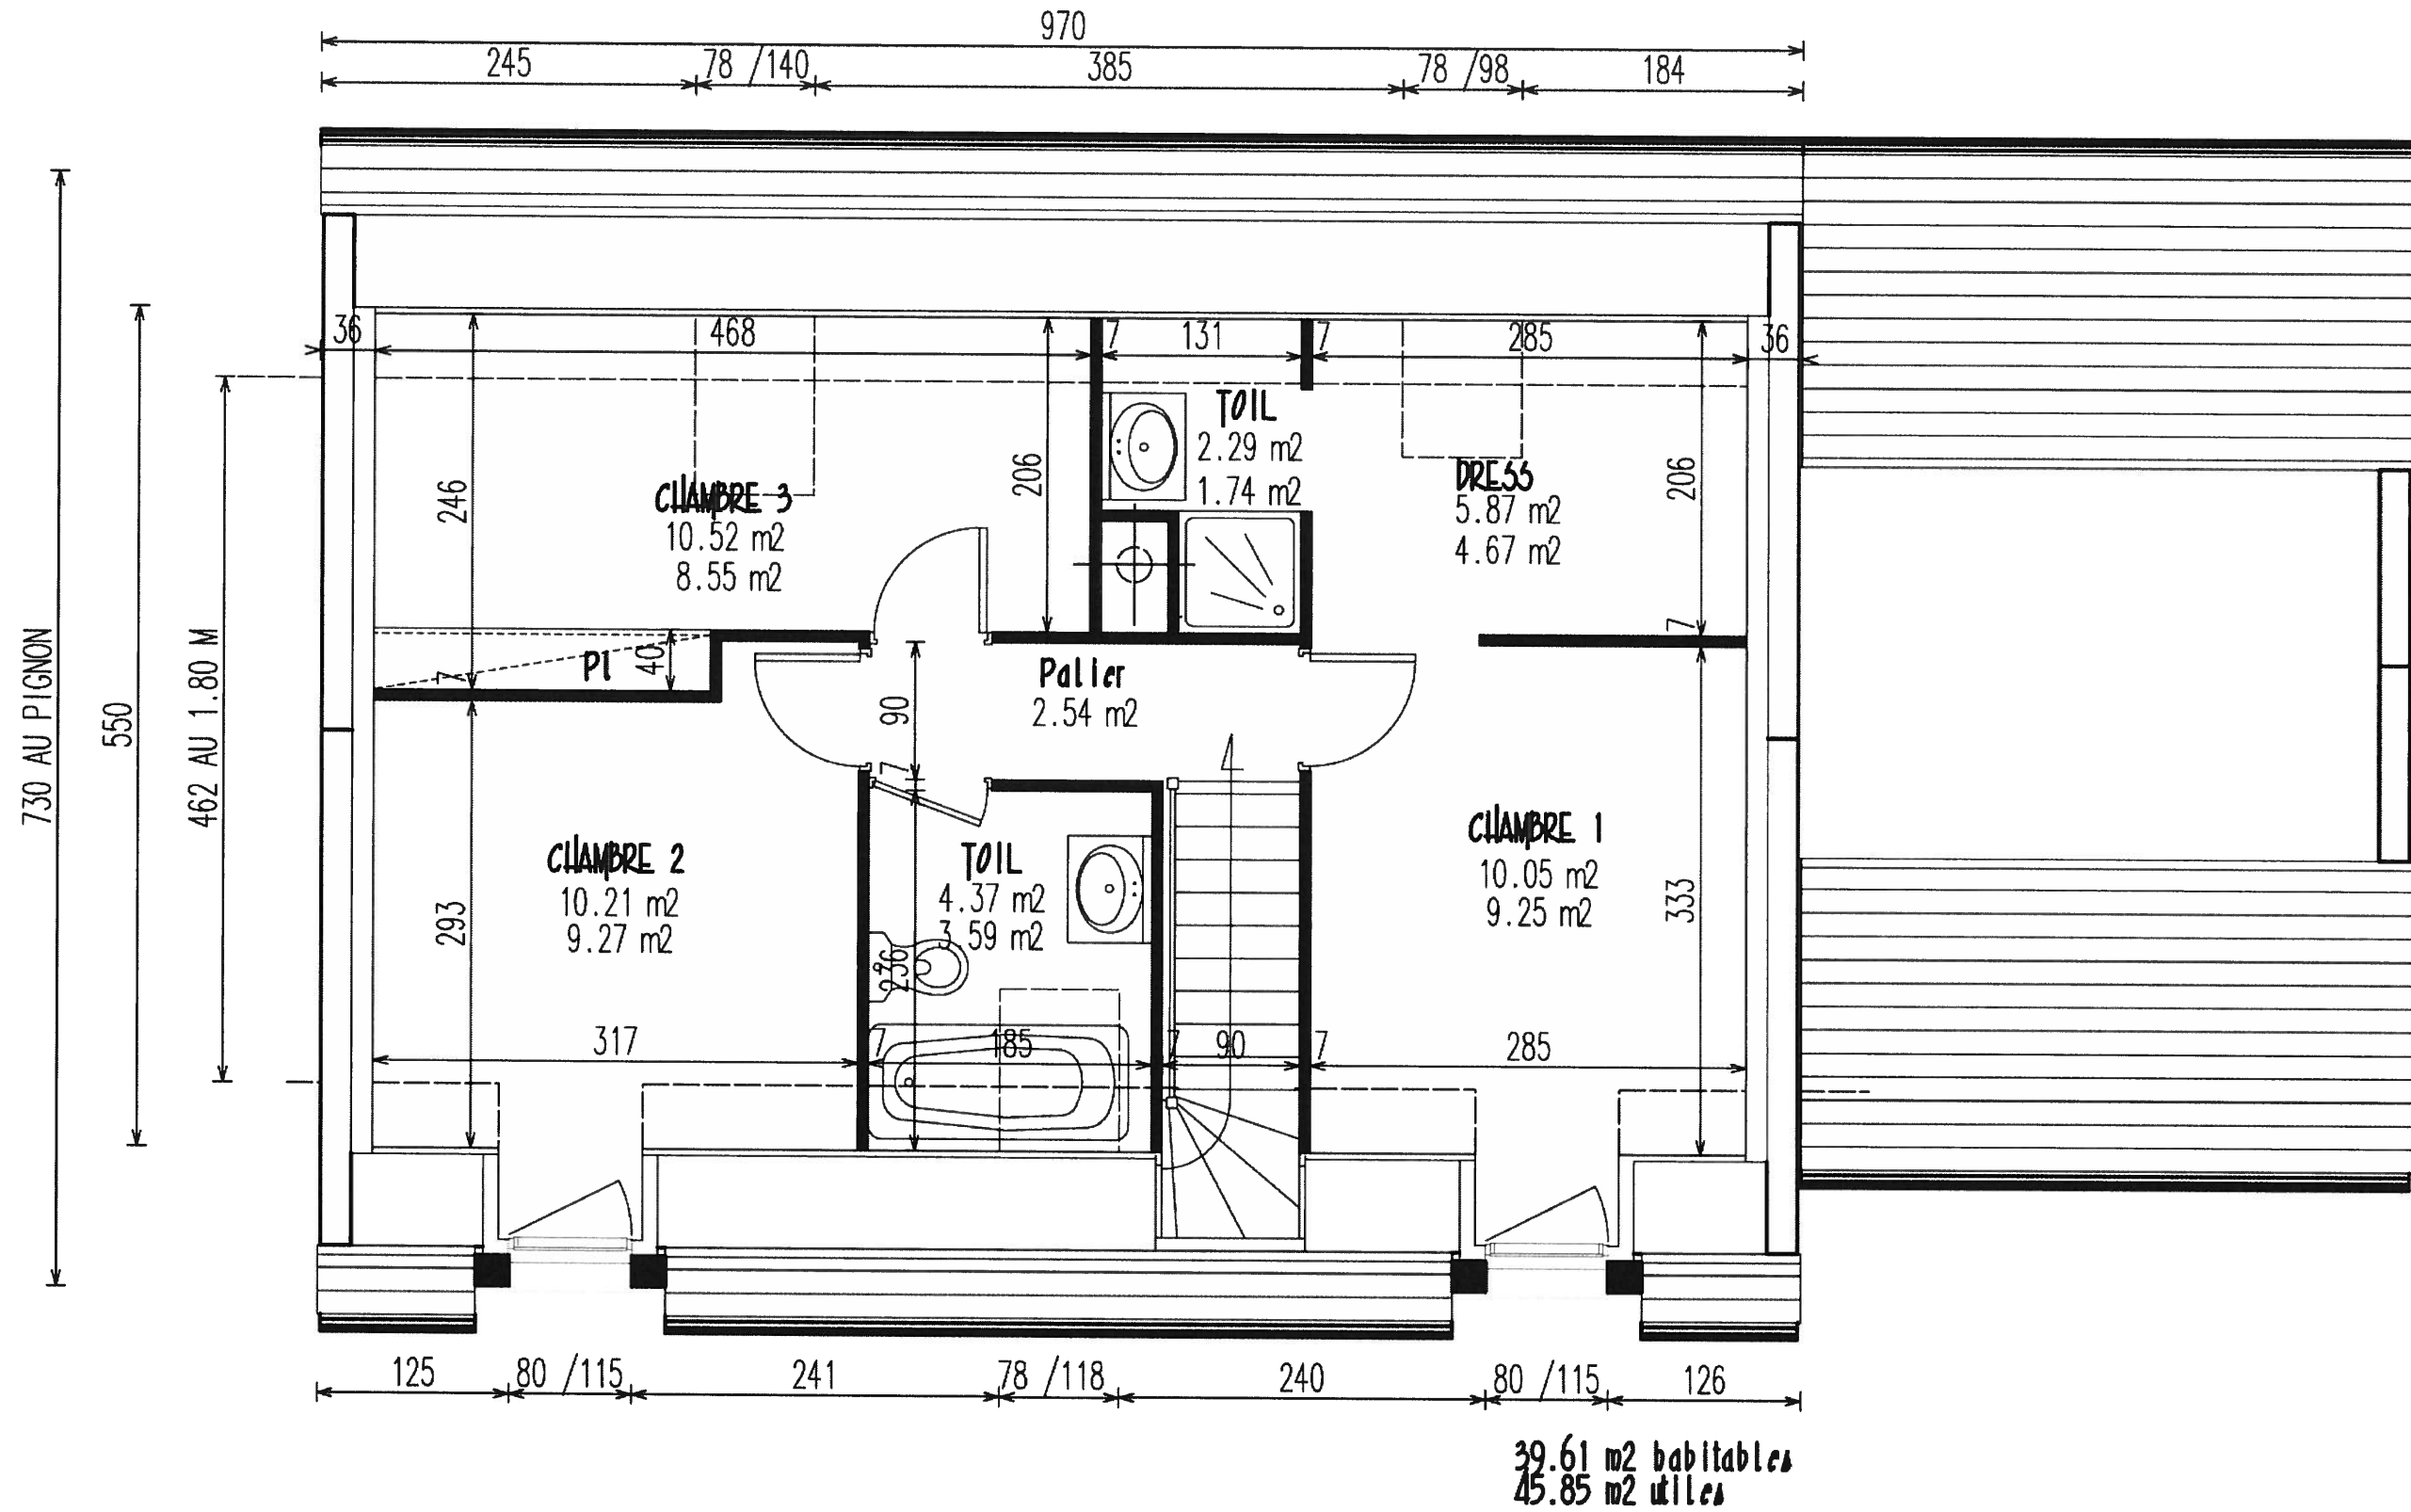 970
245
78 /140
385
78 /98
184
36
468
7
131
7
285
36
TOIL
2.29 m2
1.74 m2
CHAMBRE 3
10.52 m2
8.55 m2
246
206
DRESS
5.87 m2
4.67 m2
206
7
730 AU PIGNON
550
462 AU 1.80 M
Pl
40
7
Palier
2.54 m2
90
7
CHAMBRE 2
10.21 m2
9.27 m2
293
TOIL
4.37 m2
3.59 m2
236
CHAMBRE 1
10.05 m2
9.25 m2
333
317
7
185
7
90
7
285
125
80 /115
241
78 /118
240
80 /115
126
39.61 m2 habitables
45.85 m2 utiles